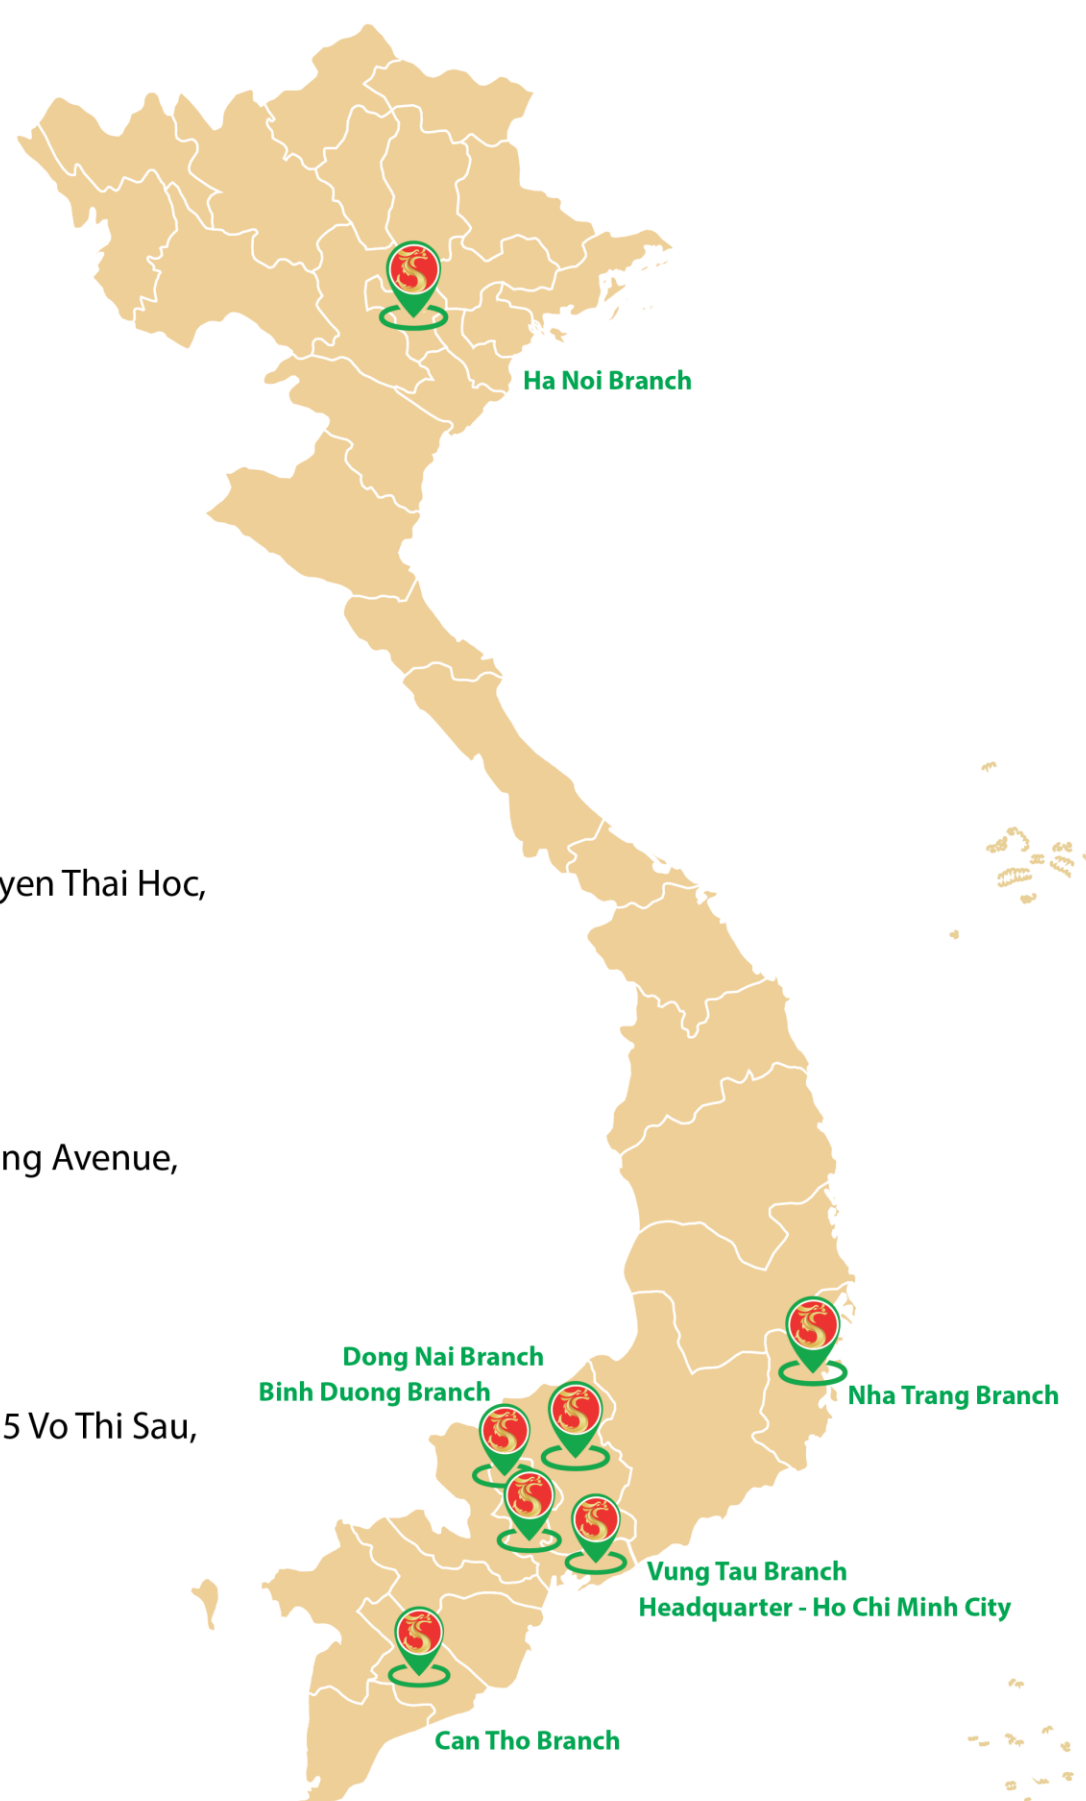 Ha Noi Branch
yen Thai Hoc,
ng Avenue,
Dong Nai Branch
Binh Duong Branch
Nha Trang Branch
5 Vo Thi Sau,
Vung Tau Branch
Headquarter - Ho Chi Minh City
Can Tho Branch